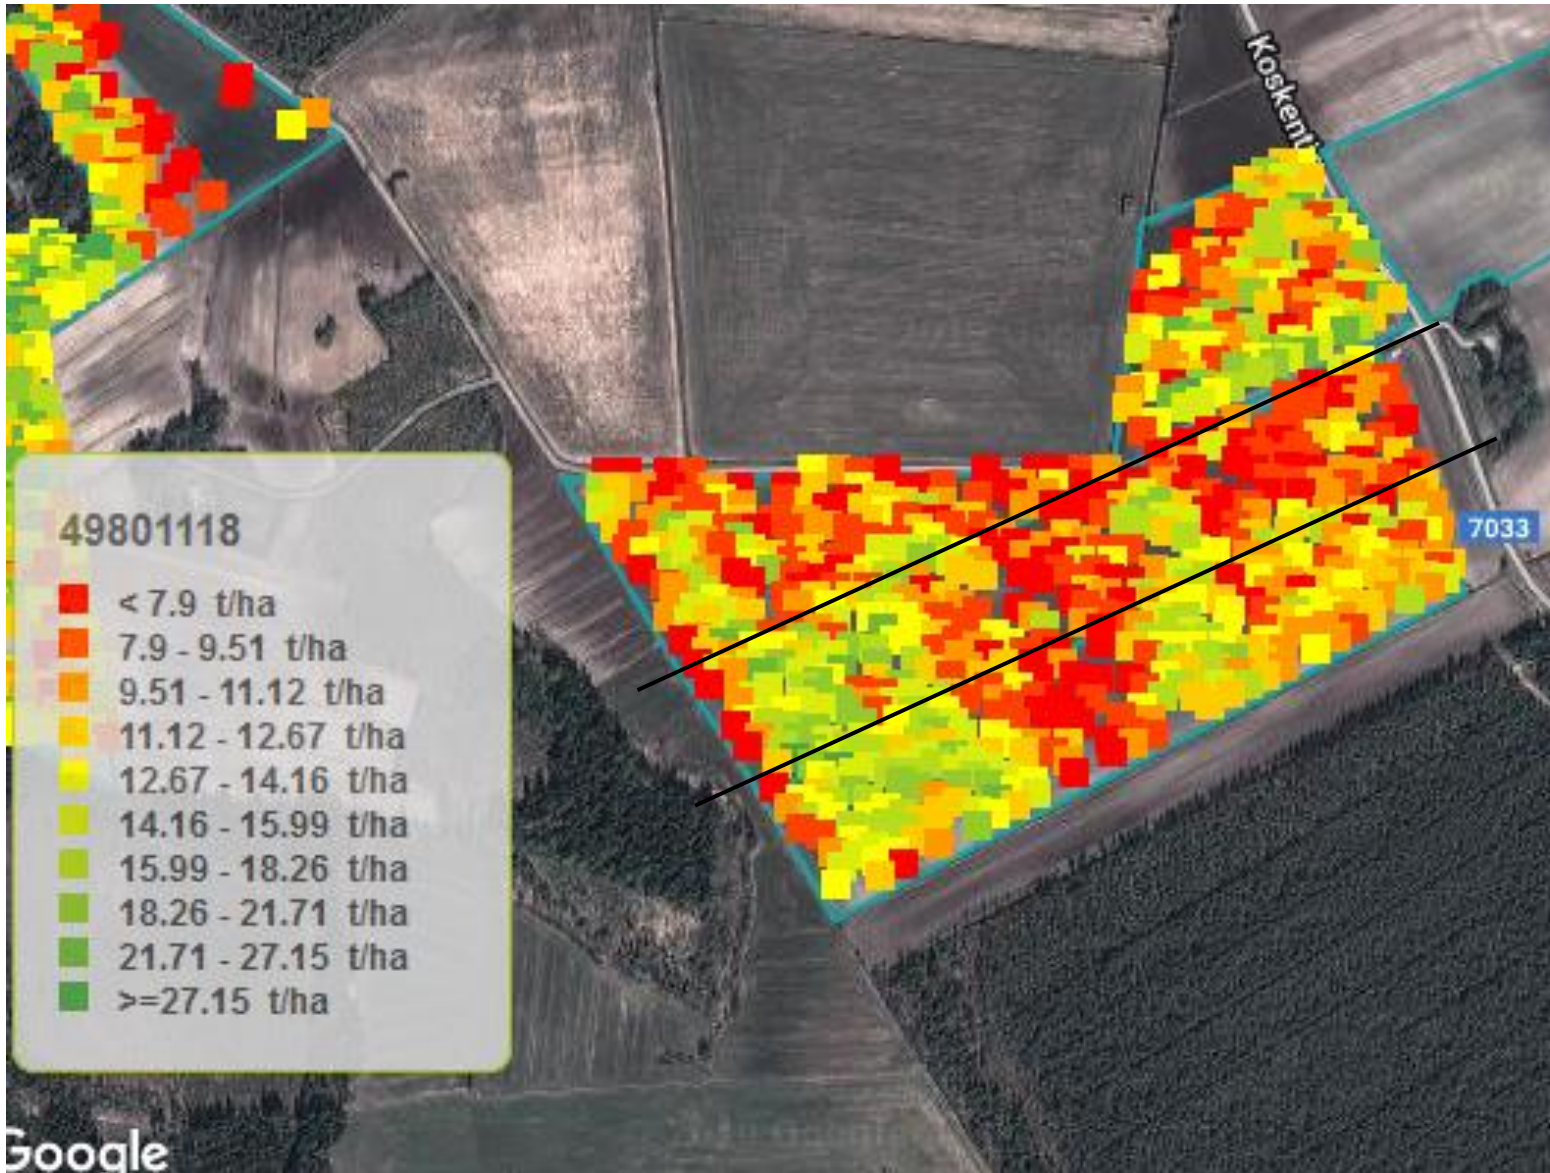 Koskent
49801118
< 7.9 t/ha
7.9 - 9.51 t/ha
9.51 - 11.12 t/ha
11.12 - 12.67 t/ha
12.67 - 14.16 t/ha
14.16 - 15.99 t/ha
15.99 - 18.26 t/ha
18.26 - 21.71 t/ha
21.71 - 27.15 t/ha
>=27.15 t/ha
7033
Google